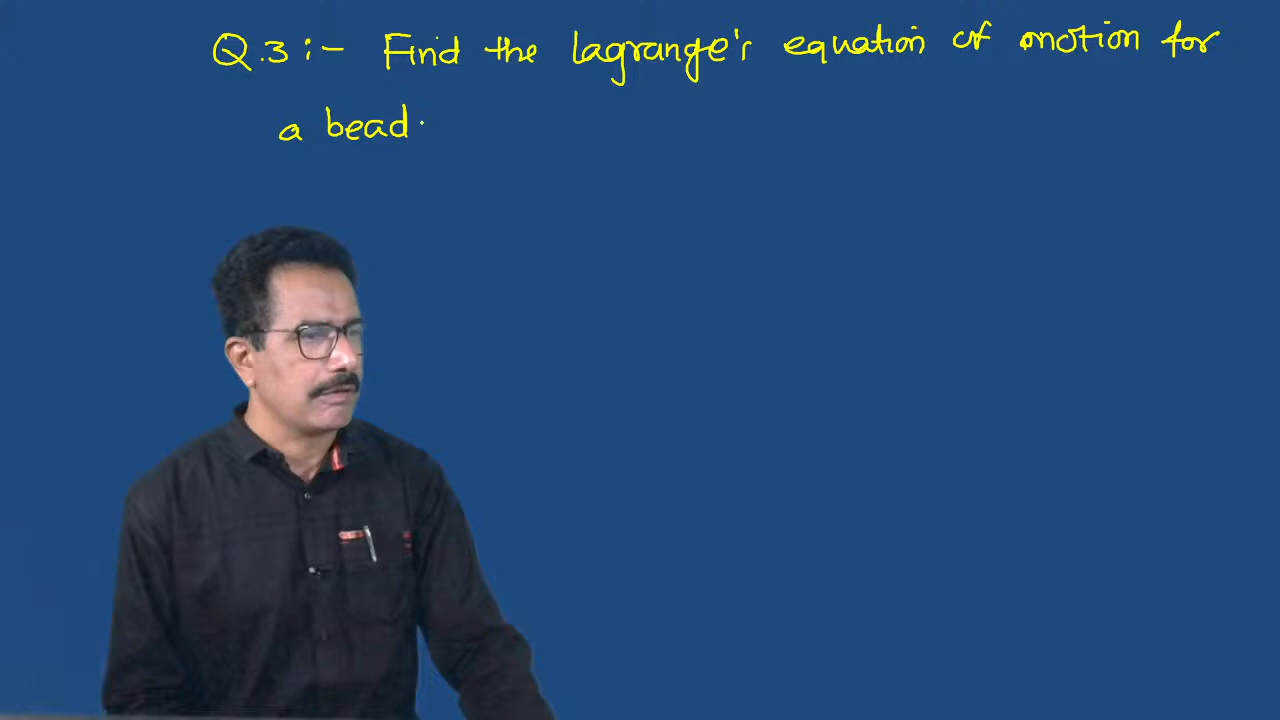 Q.3:- Find the lagrange's equation of motion for
a bead